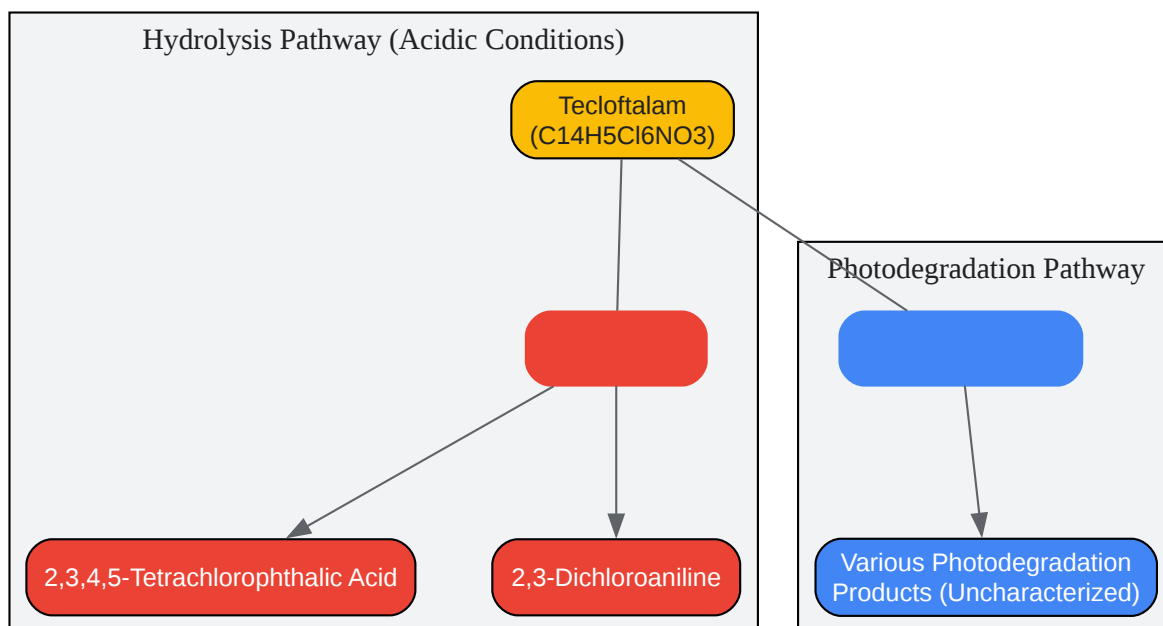 Hydrolysis Pathway (Acidic Conditions)
Tecloftalam
(C14H5Cl6NO3)
Photodegradation Pathway
2,3,4,5-Tetrachlorophthalic Acid
2,3-Dichloroaniline
Various Photodegradation
Products (Uncharacterized)